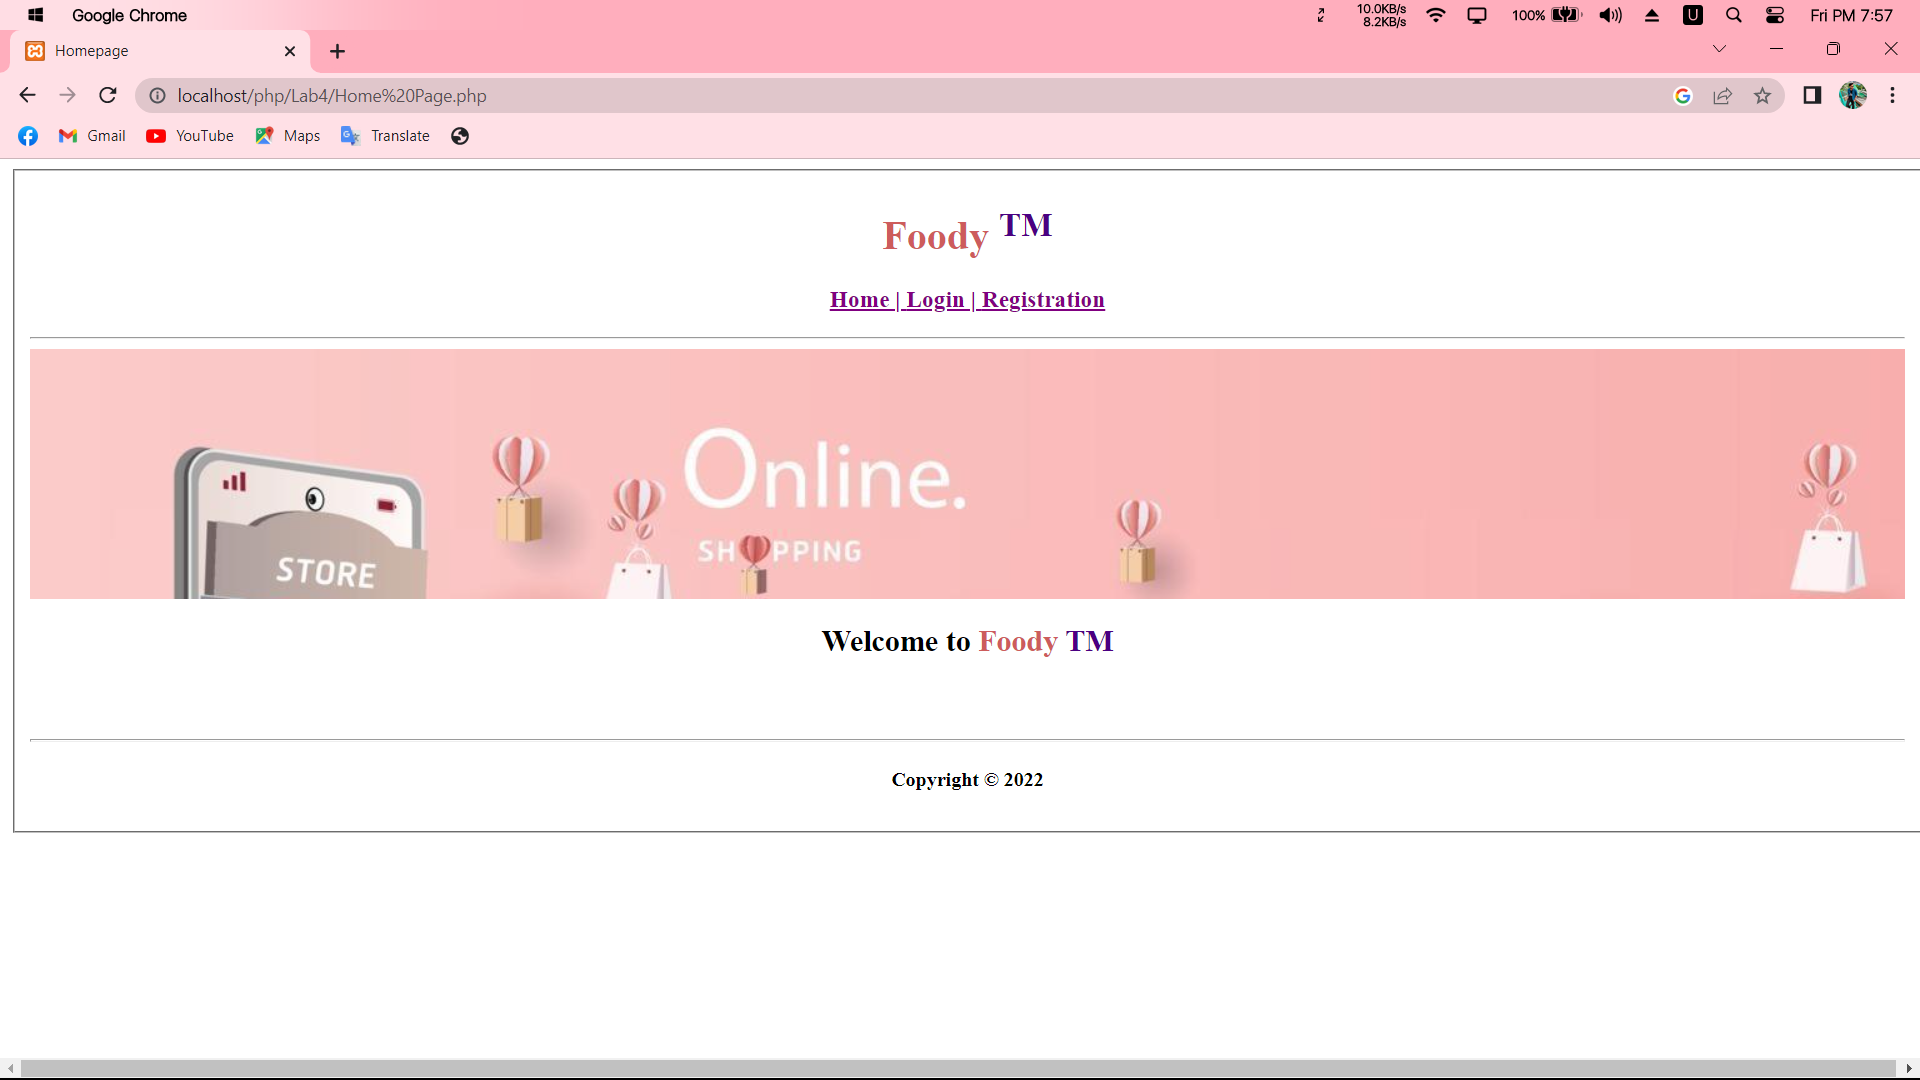 Google Chrome
10.0KB/s
8.2KB/s
100%
U
Fri PM 7:57
Homepage
localhost/php/Lab4/Home%20Page.php
Gmail
YouTube
Maps
Translate
Foody TM
Home | Login | Registration
Online.
SHOPPING
STORE
Welcome to Foody TM
Copyright © 2022